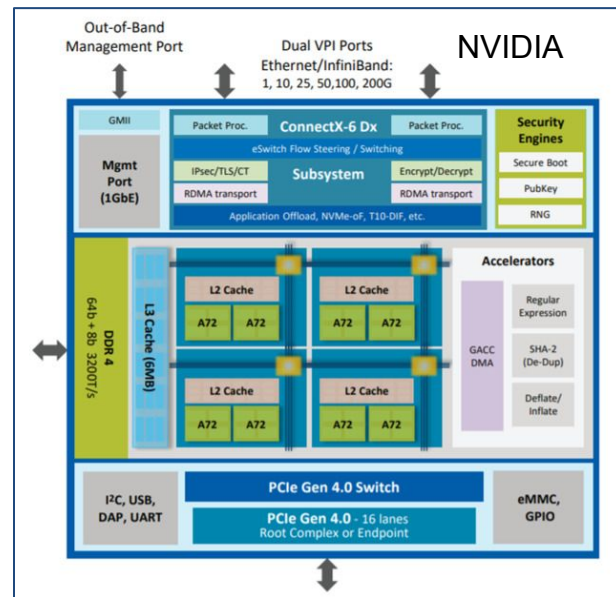 Out-of-Band
Management Port
Dual VPI Ports
Ethernet/InfiniBand:
1, 10, 25, 50,100, 200G
NVIDIA
GMII
Mgmt
Port
(1GbE)
Packet Proc.
ConnectX-6 Dx
Packet Proc.
eSwitch Flow Steering / Switching
IPsec/TLS/CT
Subsystem
Encrypt/Decrypt
RDMA transport
RDMA transport
Application Offload, NVMe-oF, T10-DIF, etc.
Security
Engines
Secure Boot
PubKey
RNG
DDR 4
64b + 8b 3200T/s
L3 Cache (6MB)
L2 Cache
A72 A72
L2 Cache
A72 A72
L2 Cache
A72 A72
L2 Cache
A72 A72
Accelerators
GACC
DMA
Regular
Expression
SHA-2
(De-Dup)
Deflate/
Inflate
I²C, USB,
DAP, UART
PCIe Gen 4.0 Switch
PCIe Gen 4.0 - 16 lanes
Root Complex or Endpoint
eMMC,
GPIO